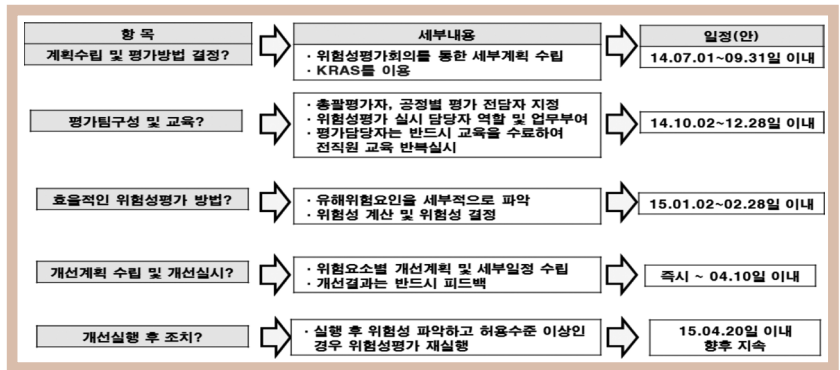 항 목
세부내용
일정(안)
계획수립 및 평가방법 결정?
· 위험성평가회의를 통한 세부계획 수립
· KRAS를 이용
14.07.01~09.31일 이내
평가팀구성 및 교육?
· 총괄평가자, 공정별 평가 전담자 지정
· 위험성평가 실시 담당자 역할 및 업무부여
· 평가담당자는 반드시 교육을 수료하여
전직원 교육 반복실시
14.10.02~12.28일 이내
효율적인 위험성평가 방법?
· 유해위험요인을 세부적으로 파악
· 위험성 계산 및 위험성 결정
15.01.02~02.28일 이내
개선계획 수립 및 개선실시?
· 위험요소별 개선계획 및 세부일정 수립
· 개선결과는 반드시 피드백
즉시 ~ 04.10일 이내
개선실행 후 조치?
· 실행 후 위험성 파악하고 허용수준 이상인
경우 위험성평가 재실행
15.04.20일 이내
향후 지속